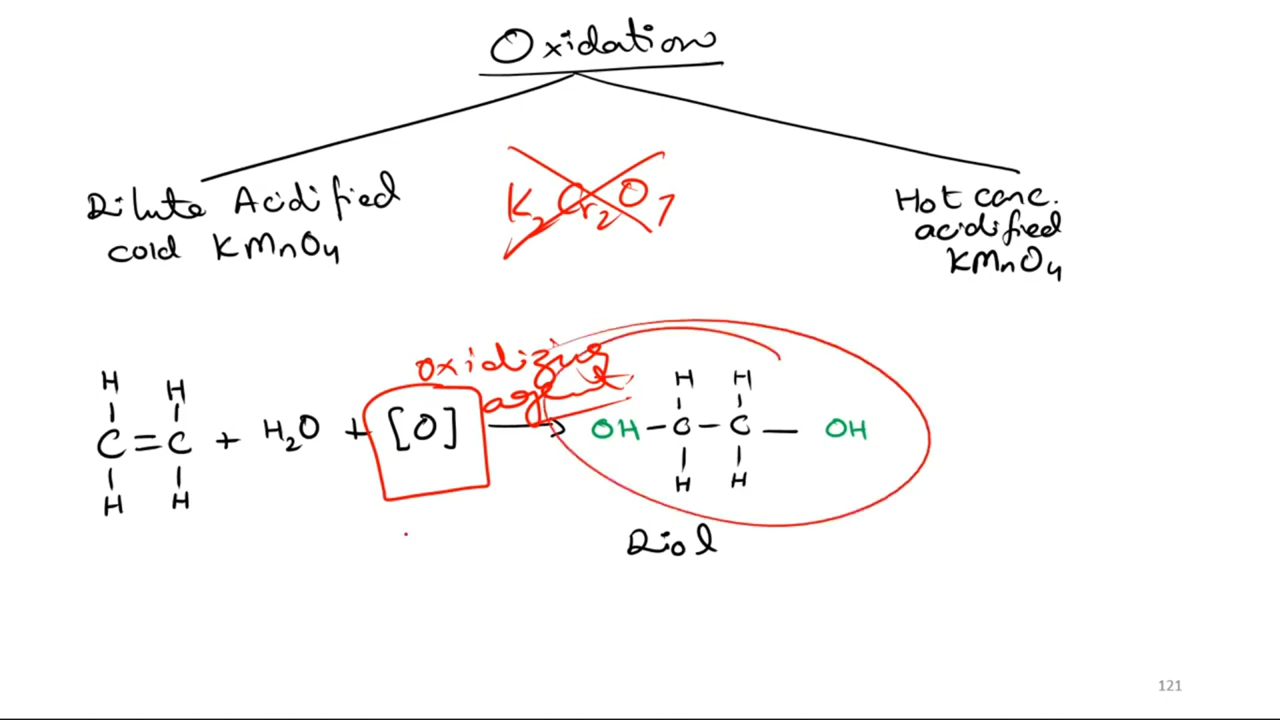 Oxidation
Dilute Acidified
cold KMnO4
K2Cr2O7
Hot conc.
acidified
KMnO4
Oxidizing
agent
H H
C=C + H2O + [O] → OH-C-C-OH
H H
H H
H H
Diol
121